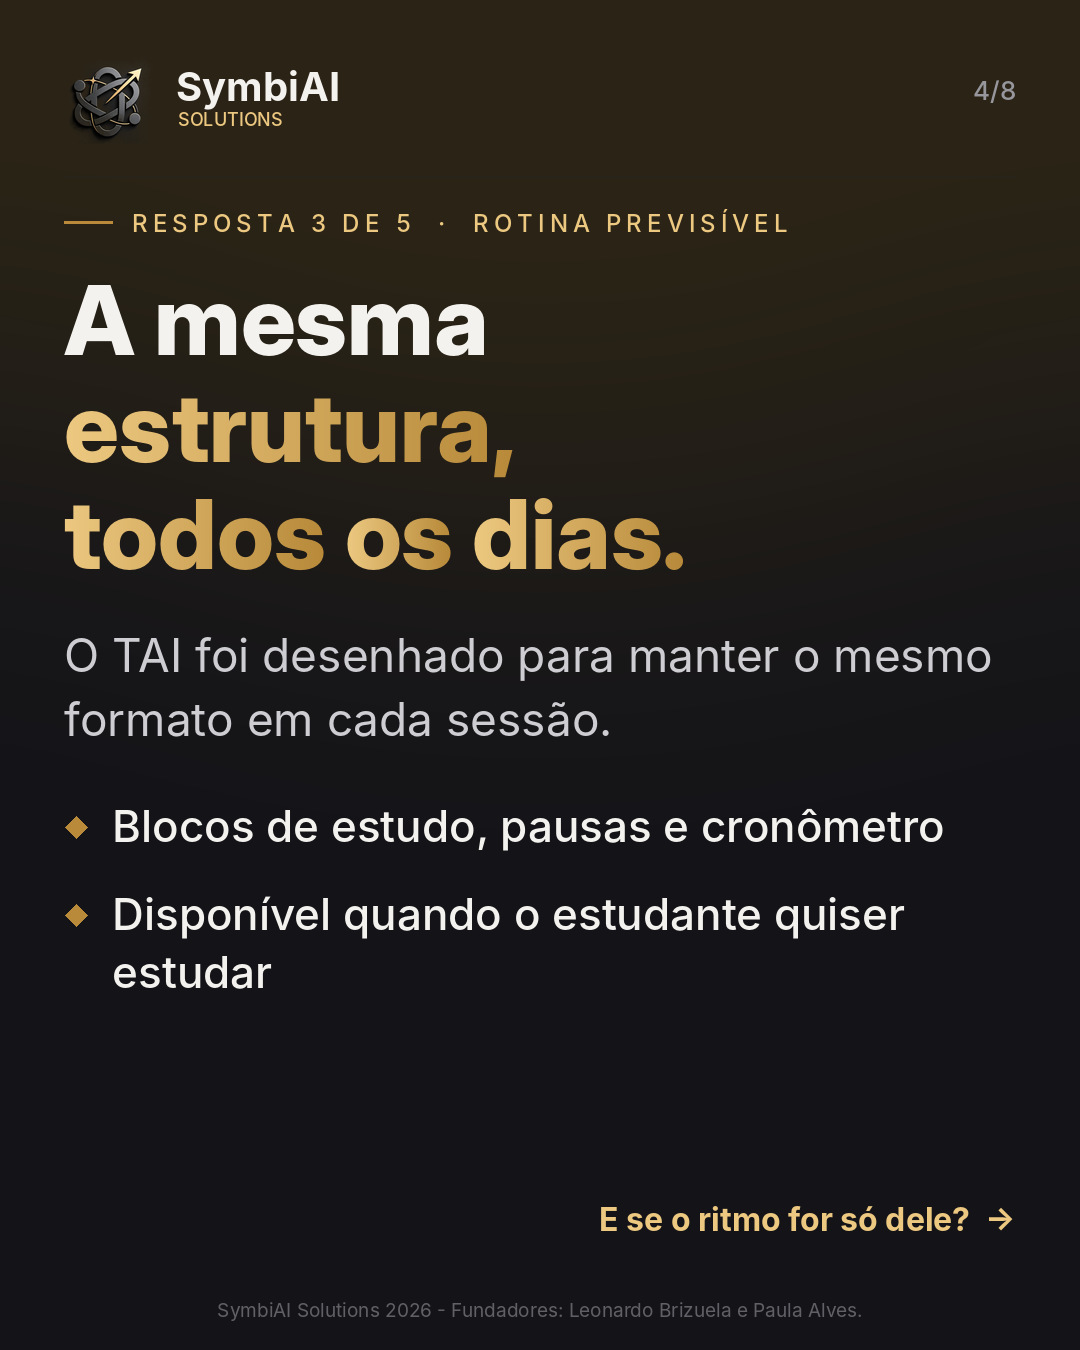 SymbiAI
SOLUTIONS
4/8
RESPOSTA 3 DE 5 · ROTINA PREVISÍVEL
A mesma
estrutura,
todos os dias.
O TAI foi desenhado para manter o mesmo
formato em cada sessão.
Blocos de estudo, pausas e cronômetro
Disponível quando o estudante quiser
estudar
E se o ritmo for só dele? →
SymbiAI Solutions 2026 - Fundadores: Leonardo Brizuela e Paula Alves.